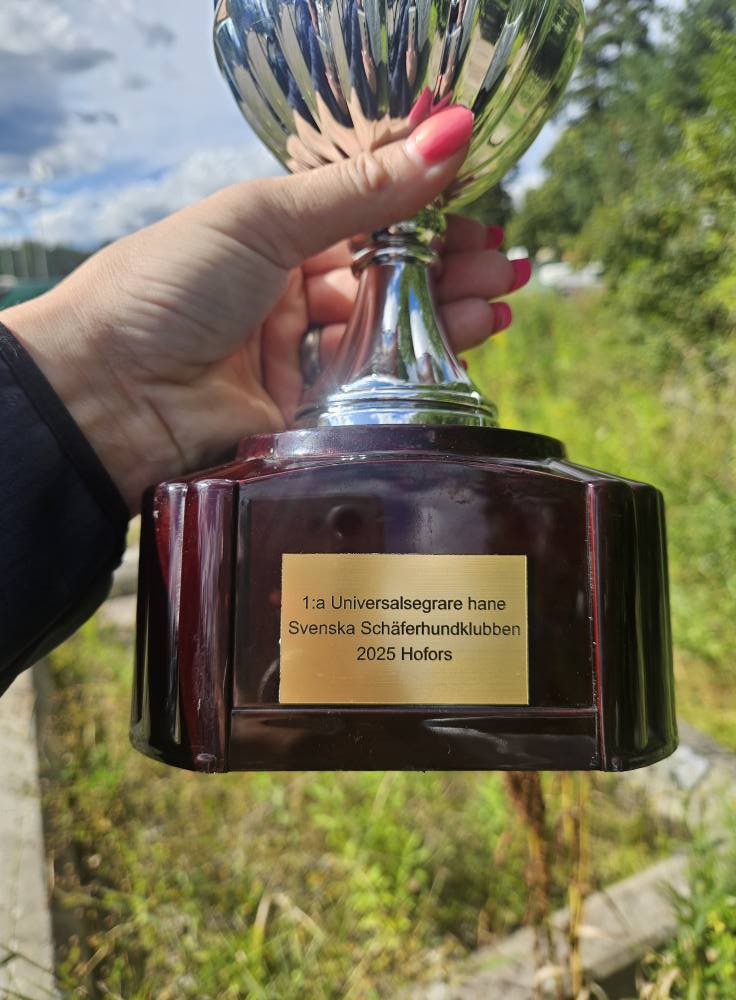 1:a Universalsegrare hane
Svenska Schäferhundklubben
2025 Hofors